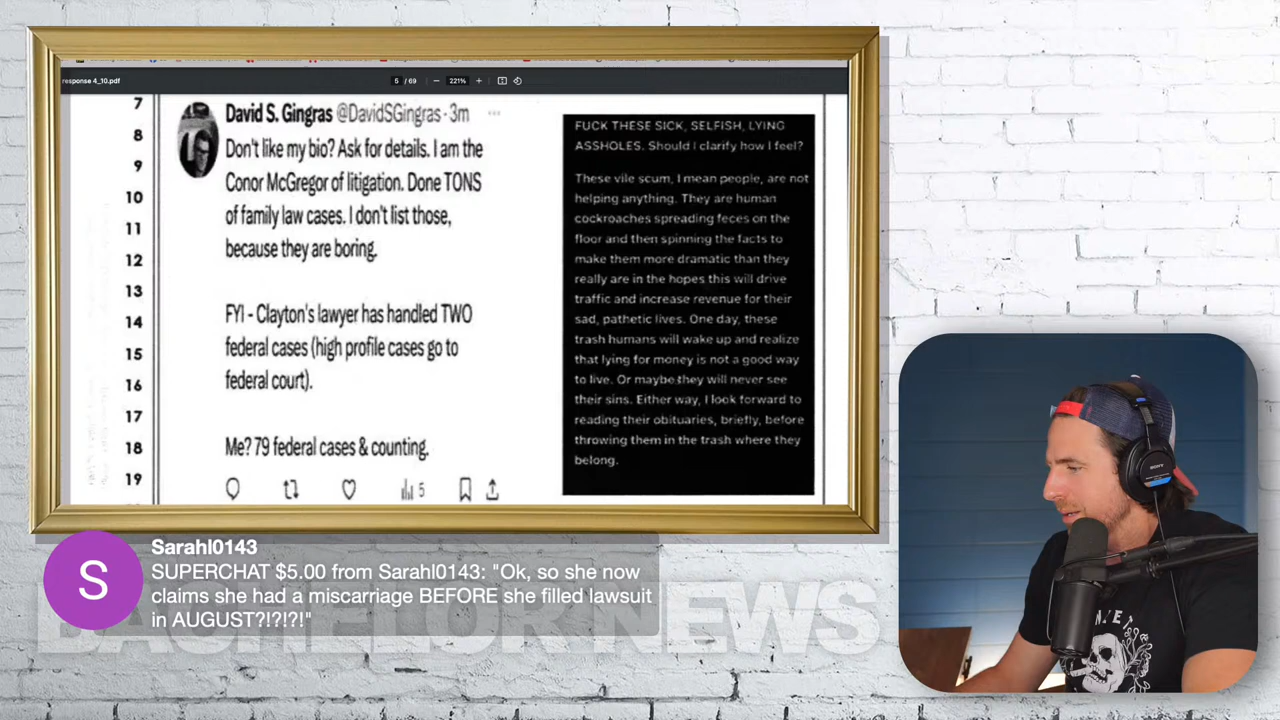 response 4_10.pdf
5 / 69
221%
7
8
9
10
11
12
13
14
15
16
17
18
19
David S. Gingras @DavidSGingras · 3m
Don't like my bio? Ask for details. I am the
Conor McGregor of litigation. Done TONS
of family law cases. I don't list those,
because they are boring.
FYI - Clayton's lawyer has handled TWO
federal cases (high profile cases go to
federal court).
Me? 79 federal cases & counting.
5
FUCK THESE SICK, SELFISH, LYING
ASSHOLES. Should I clarify how I feel?
These vile scum, I mean people, are not
helping anything. They are human
cockroaches spreading feces on the
floor and then spinning the facts to
make them more dramatic than they
really are in the hopes this will drive
traffic and increase revenue for their
sad, pathetic lives. One day, these
trash humans will wake up and realize
that lying for money is not a good way
to live. Or maybe they will never see
their sins. Either way, I look forward to
reading their obituaries, briefly, before
throwing them in the trash where they
belong.
S
Sarahl0143
SUPERCHAT $5.00 from Sarahl0143: "Ok, so she now
claims she had a miscarriage BEFORE she filled lawsuit
in AUGUST?!?!?!"
BACHELOR NEWS
SONY